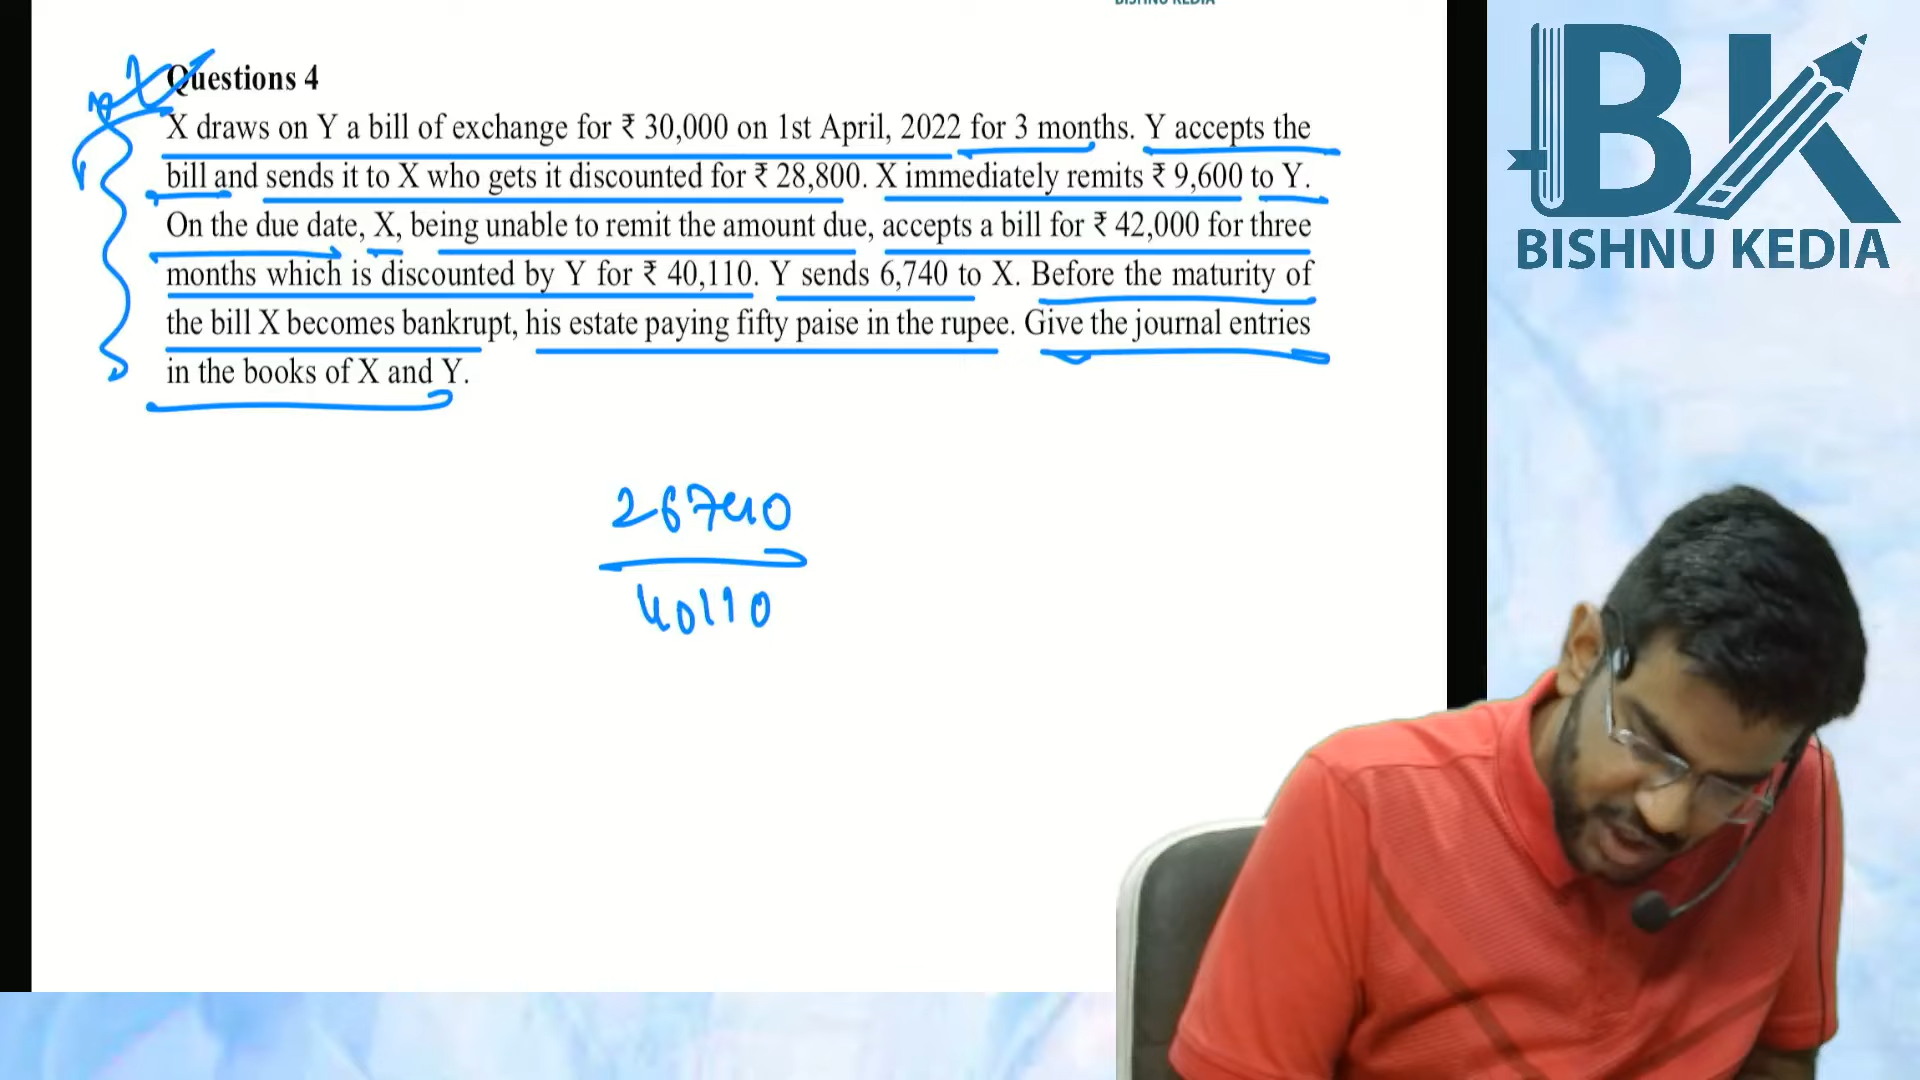 Questions 4
X draws on Y a bill of exchange for ₹ 30,000 on 1st April, 2022 for 3 months. Y accepts the
bill and sends it to X who gets it discounted for ₹ 28,800. X immediately remits ₹ 9,600 to Y.
On the due date, X, being unable to remit the amount due, accepts a bill for ₹ 42,000 for three
months which is discounted by Y for ₹ 40,110. Y sends 6,740 to X. Before the maturity of
the bill X becomes bankrupt, his estate paying fifty paise in the rupee. Give the journal entries
in the books of X and Y.
26740
40110
BK
BISHNU KEDIA